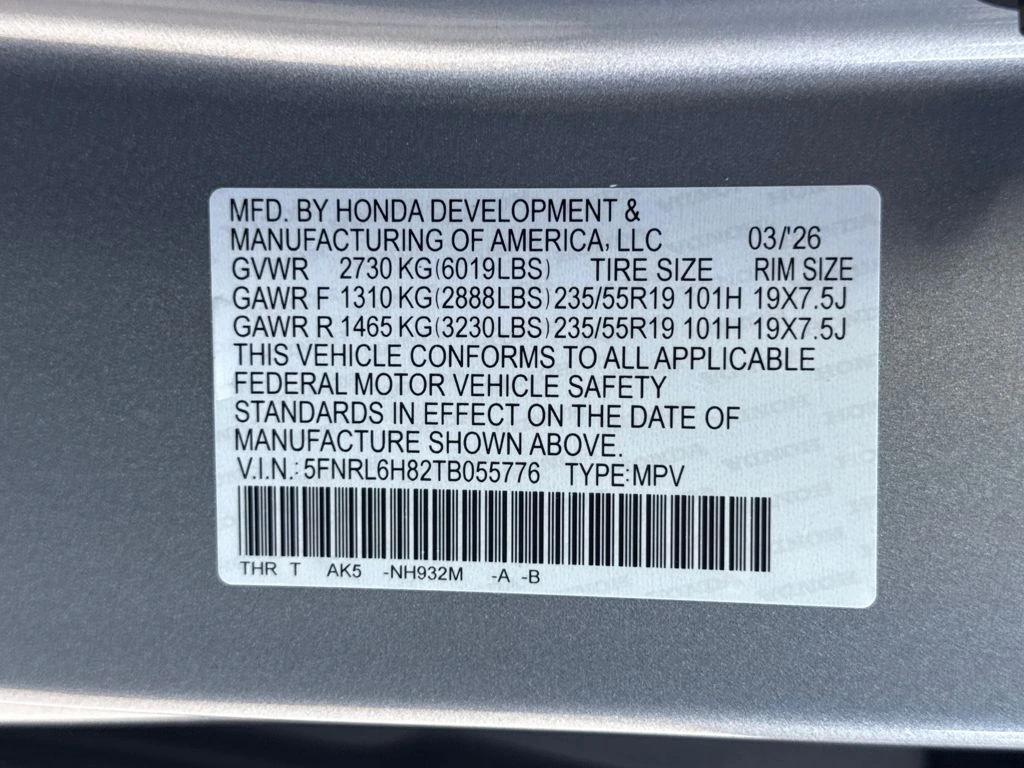 MFD. BY HONDA DEVELOPMENT &
MANUFACTURING OF AMERICA, LLC 03/'26
GVWR 2730 KG(6019LBS) TIRE SIZE RIM SIZE
GAWR F 1310 KG(2888LBS) 235/55R19 101H 19X7.5J
GAWR R 1465 KG(3230LBS) 235/55R19 101H 19X7.5J
THIS VEHICLE CONFORMS TO ALL APPLICABLE
FEDERAL MOTOR VEHICLE SAFETY
STANDARDS IN EFFECT ON THE DATE OF
MANUFACTURE SHOWN ABOVE.
V.I.N.: 5FNRL6H82TB055776 TYPE:MPV
THR T AK5 -NH932M -A -B